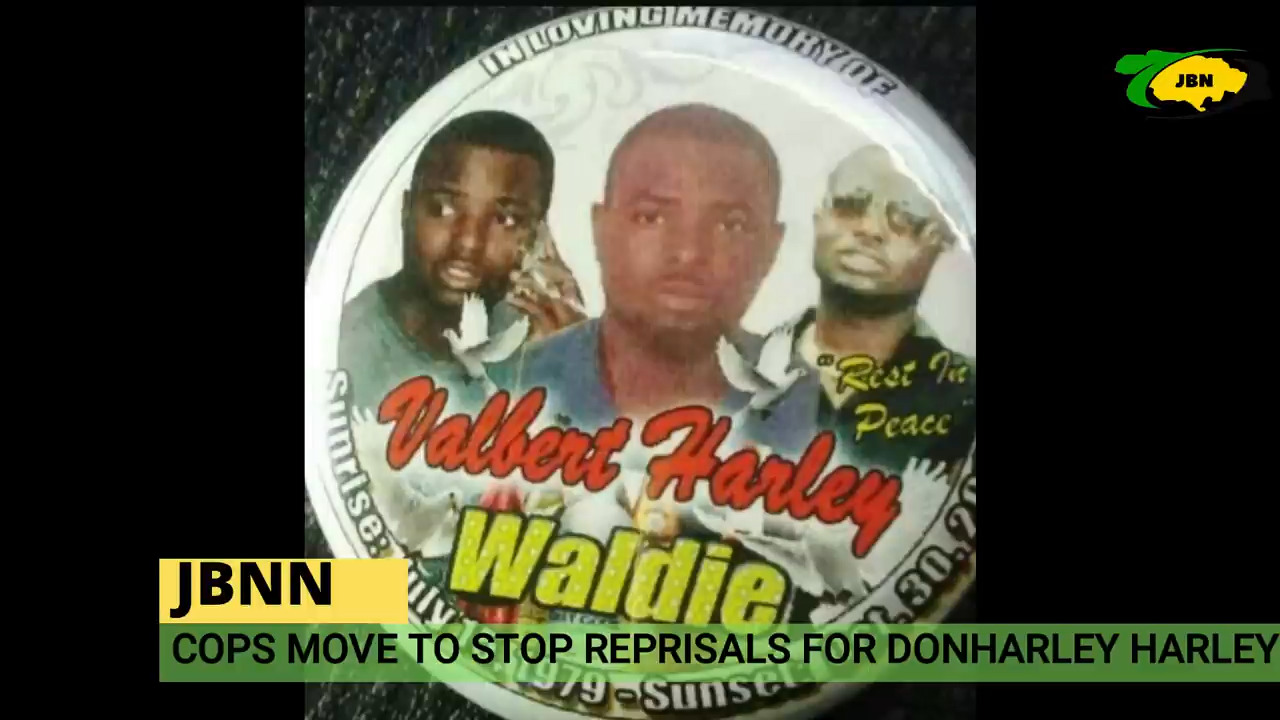 IN LOVING MEMORY OF
JBN
"Rest In
Peace"
Valbert Harley
Waldie
Sunrise:
1979 - Sunset:
JBNN
COPS MOVE TO STOP REPRISALS FOR DONHARLEY HARLEY